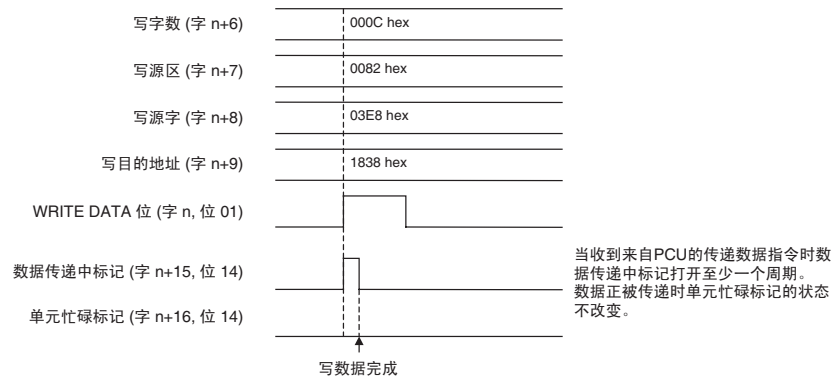 写字数 (字 n+6)
000C hex
写源区 (字 n+7)
0082 hex
写源字 (字 n+8)
03E8 hex
写目的地址 (字 n+9)
1838 hex
WRITE DATA 位 (字 n, 位 01)
数据传递中标记 (字 n+15, 位 14)
单元忙碌标记 (字 n+16, 位 14)
写数据完成
当收到来自PCU的传递数据指令时数
据传递中标记打开至少一个周期。
数据正被传递时单元忙碌标记的状态
不改变。